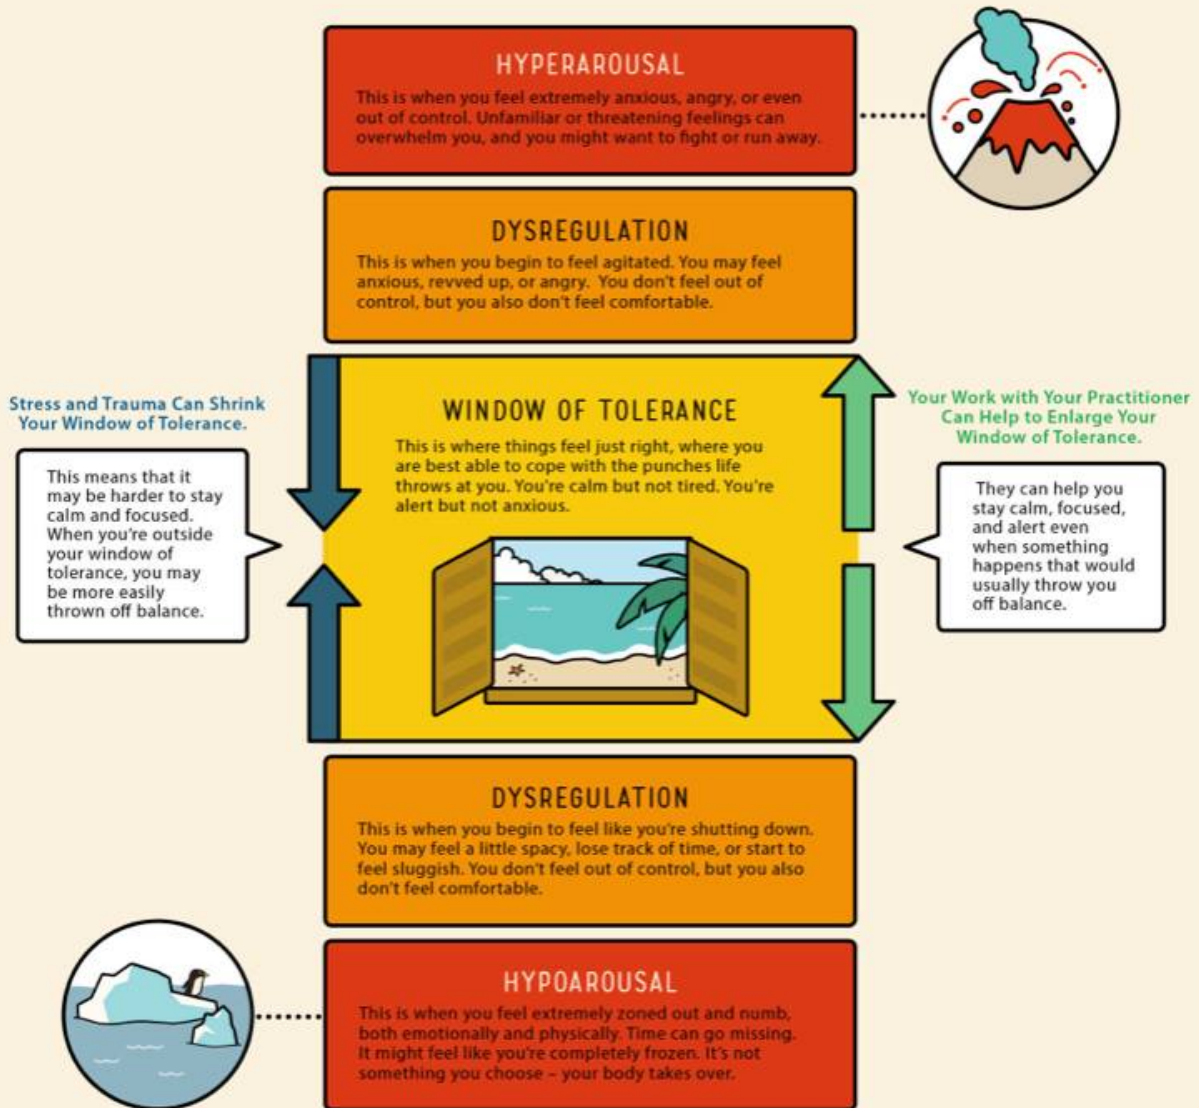 HYPERAROUSAL
This is when you feel extremely anxious, angry, or even
out of control. Unfamiliar or threatening feelings can
overwhelm you, and you might want to fight or run away.
DYSREGULATION
This is when you begin to feel agitated. You may feel
anxious, revved up, or angry. You don't feel out of
control, but you also don't feel comfortable.
Stress and Trauma Can Shrink
Your Window of Tolerance.
This means that it
may be harder to stay
calm and focused.
When you're outside
your window of
tolerance, you may
be more easily
thrown off balance.
WINDOW OF TOLERANCE
This is where things feel just right, where you
are best able to cope with the punches life
throws at you. You're calm but not tired. You're
alert but not anxious.
Your Work with Your Practitioner
Can Help to Enlarge Your
Window of Tolerance.
They can help you
stay calm, focused,
and alert even
when something
happens that would
usually throw you
off balance.
DYSREGULATION
This is when you begin to feel like you're shutting down.
You may feel a little spacy, lose track of time, or start to
feel sluggish. You don't feel out of control, but you also
don't feel comfortable.
HYPOAROUSAL
This is when you feel extremely zoned out and numb,
both emotionally and physically. Time can go missing.
It might feel like you're completely frozen. It's not
something you choose – your body takes over.